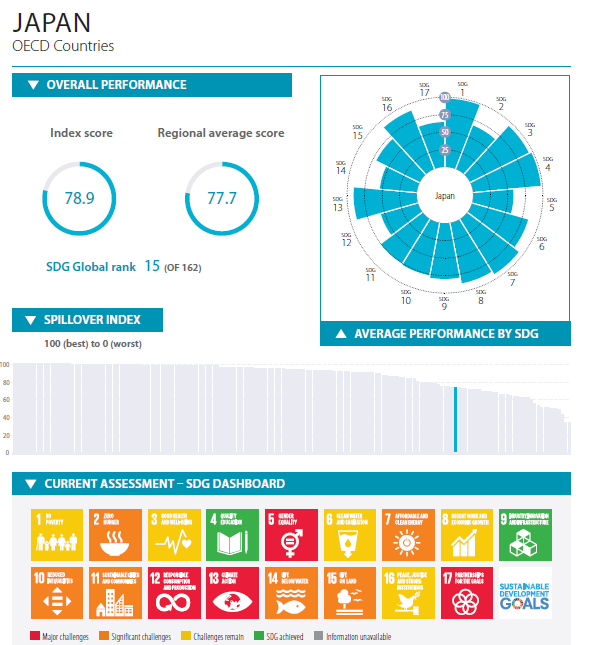 JAPAN
OECD Countries
OVERALL PERFORMANCE
Index score
Regional average score
78.9
77.7
SDG Global rank 15 (OF 162)
SDG 1
SDG 2
SDG 3
SDG 4
SDG 5
SDG 6
SDG 7
SDG 8
SDG 9
SDG 10
SDG 11
SDG 12
SDG 13
SDG 14
SDG 15
SDG 16
SDG 17
100
75
50
25
Japan
AVERAGE PERFORMANCE BY SDG
SPILLOVER INDEX
100 (best) to 0 (worst)
100
80
60
40
20
0
CURRENT ASSESSMENT – SDG DASHBOARD
1 NO POVERTY
2 ZERO HUNGER
3 GOOD HEALTH AND WELL-BEING
4 QUALITY EDUCATION
5 GENDER EQUALITY
6 CLEAN WATER AND SANITATION
7 AFFORDABLE AND CLEAN ENERGY
8 DECENT WORK AND ECONOMIC GROWTH
9 INDUSTRY, INNOVATION AND INFRASTRUCTURE
10 REDUCED INEQUALITIES
11 SUSTAINABLE CITIES AND COMMUNITIES
12 RESPONSIBLE CONSUMPTION AND PRODUCTION
13 CLIMATE ACTION
14 LIFE BELOW WATER
15 LIFE ON LAND
16 PEACE, JUSTICE AND STRONG INSTITUTIONS
17 PARTNERSHIPS FOR THE GOALS
SUSTAINABLE
DEVELOPMENT
GOALS
Major challenges
Significant challenges
Challenges remain
SDG achieved
Information unavailable